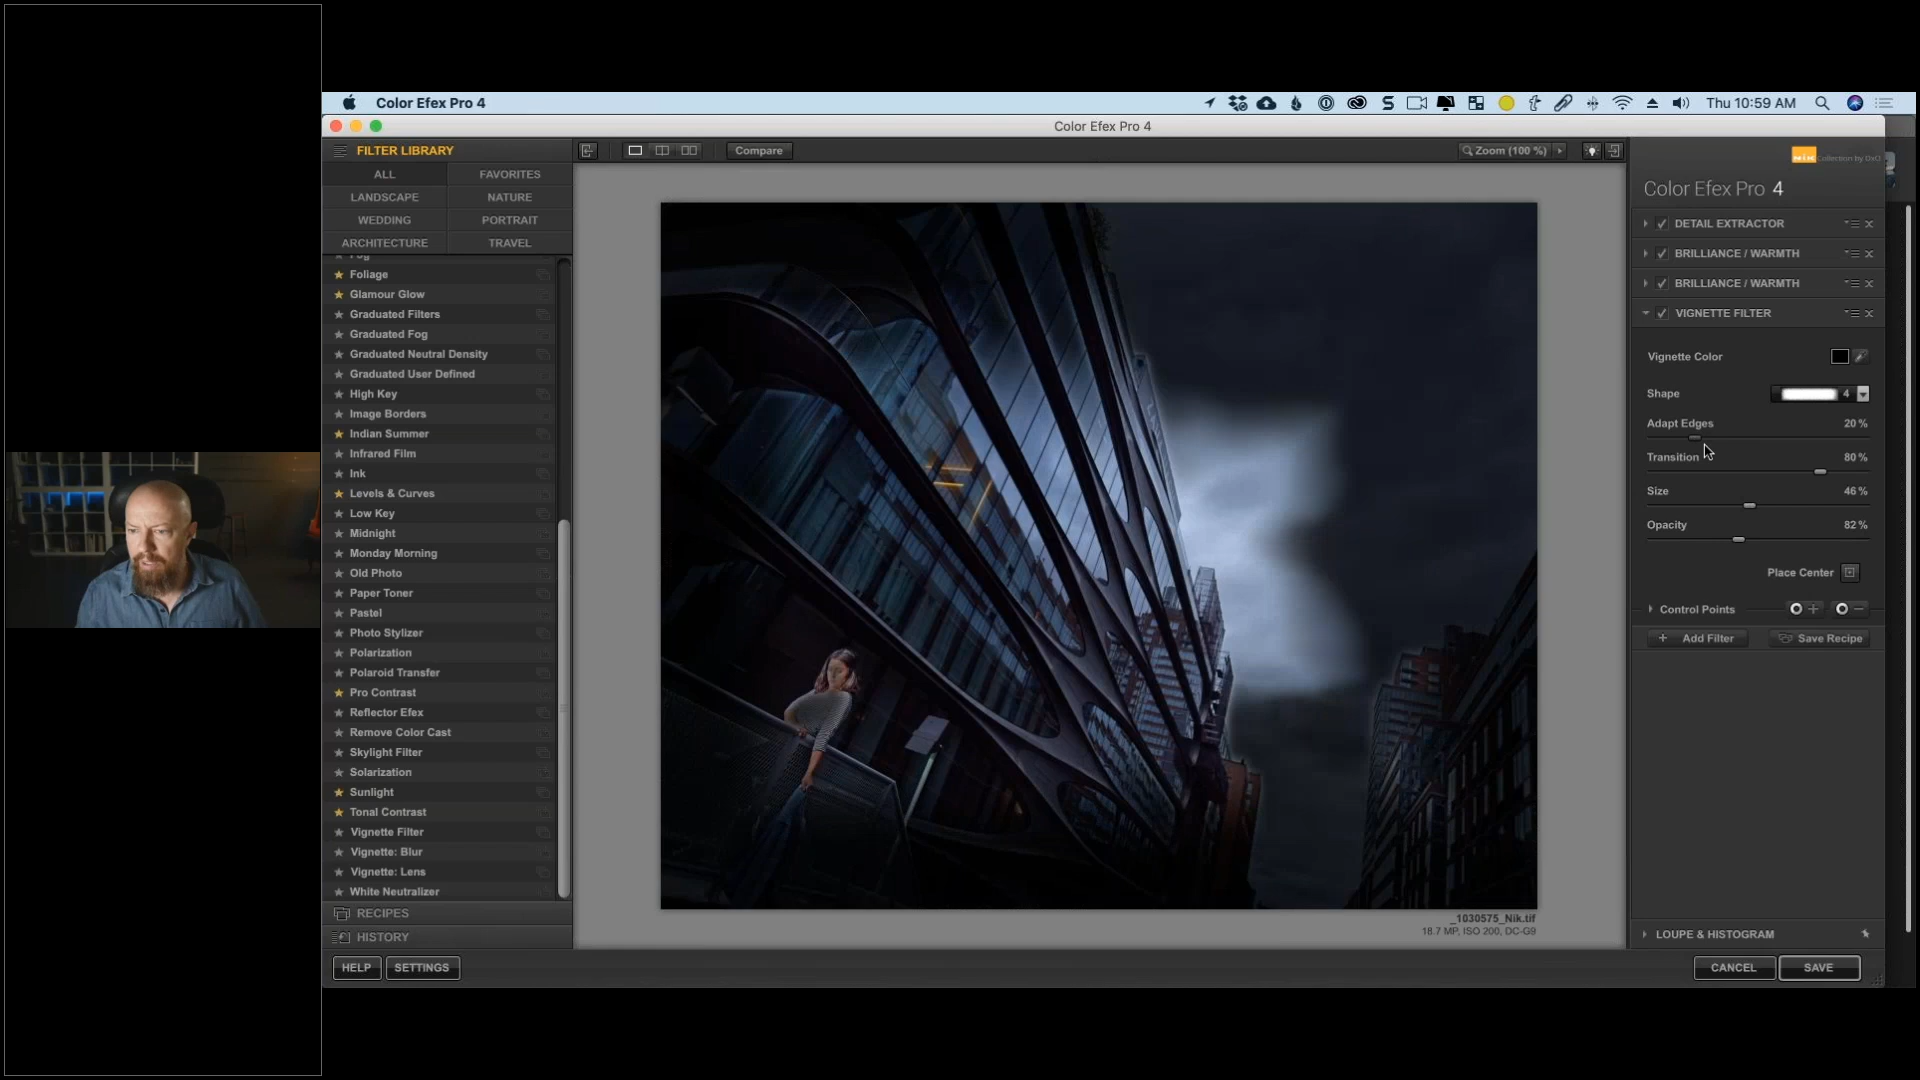 Color Efex Pro 4
Thu 10:59 AM
Color Efex Pro 4
FILTER LIBRARY
Compare
Zoom (100 %)
ALL
FAVORITES
LANDSCAPE
NATURE
WEDDING
PORTRAIT
ARCHITECTURE
TRAVEL
Fog
Foliage
Glamour Glow
Graduated Filters
Graduated Fog
Graduated Neutral Density
Graduated User Defined
High Key
Image Borders
Indian Summer
Infrared Film
Ink
Levels & Curves
Low Key
Midnight
Monday Morning
Old Photo
Paper Toner
Pastel
Photo Stylizer
Polarization
Polaroid Transfer
Pro Contrast
Reflector Efex
Remove Color Cast
Skylight Filter
Solarization
Sunlight
Tonal Contrast
Vignette Filter
Vignette: Blur
Vignette: Lens
White Neutralizer
RECIPES
HISTORY
HELP
SETTINGS
_1030575_Nik.tif
18.7 MP, ISO 200, DC-G9
Nik Collection by DxO
Color Efex Pro 4
DETAIL EXTRACTOR
BRILLIANCE / WARMTH
BRILLIANCE / WARMTH
VIGNETTE FILTER
Vignette Color
Shape 4
Adapt Edges 20 %
Transition 80 %
Size 46 %
Opacity 82 %
Place Center
Control Points
+ Add Filter
Save Recipe
LOUPE & HISTOGRAM
CANCEL
SAVE